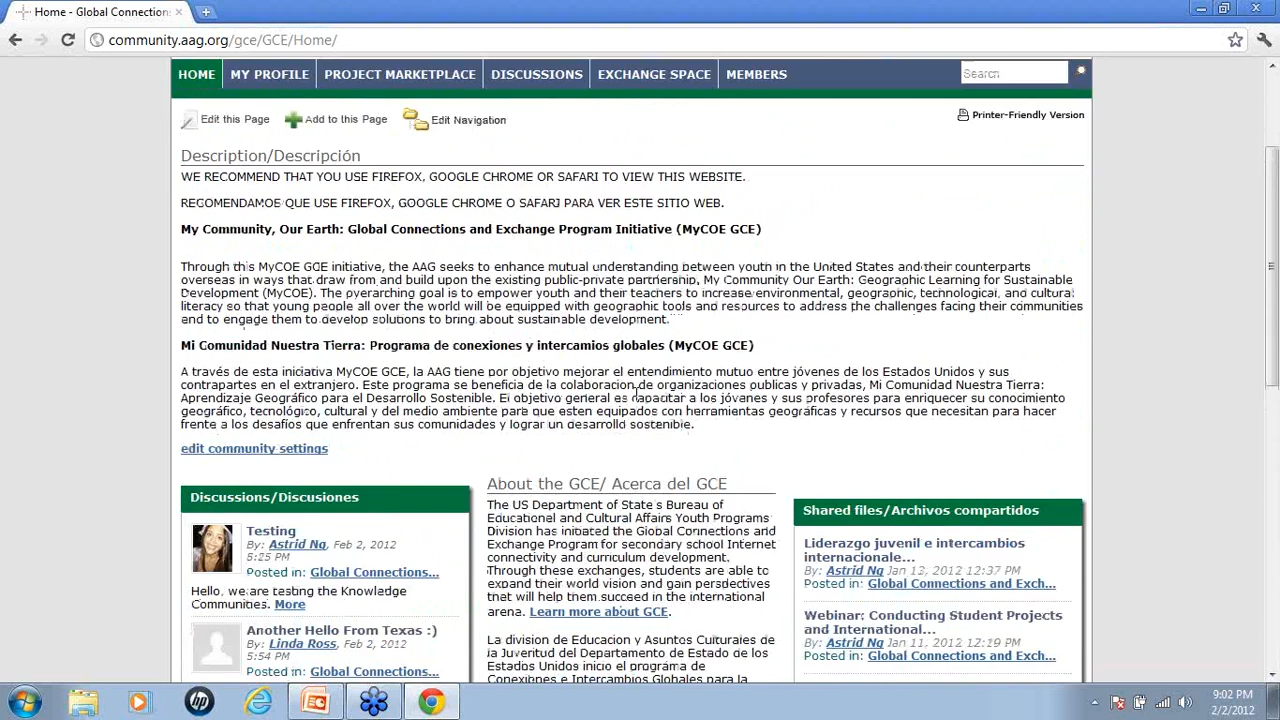 Home - Global Connection
community.aag.org/gce/GCE/Home/
HOME MY PROFILE PROJECT MARKETPLACE DISCUSSIONS EXCHANGE SPACE MEMBERS Search
Edit this Page Add to this Page Edit Navigation Printer-Friendly Version
Description/Descripción
WE RECOMMEND THAT YOU USE FIREFOX, GOOGLE CHROME OR SAFARI TO VIEW THIS WEBSITE.
RECOMENDAMOS QUE USE FIREFOX, GOOGLE CHROME O SAFARI PARA VER ESTE SITIO WEB.
My Community, Our Earth: Global Connections and Exchange Program Initiative (MyCOE GCE)
Through this MyCOE GCE initiative, the AAG seeks to enhance mutual understanding between youth in the United States and their counterparts
overseas in ways that draw from and build upon the existing public-private partnership, My Community Our Earth: Geographic Learning for Sustainable
Development (MyCOE). The overarching goal is to empower youth and their teachers to increase environmental, geographic, technological, and cultural
literacy so that young people all over the world will be equipped with geographic tools and resources to address the challenges facing their communities
and to engage them to develop solutions to bring about sustainable development.
Mi Comunidad Nuestra Tierra: Programa de conexiones y intercambios globales (MyCOE GCE)
A través de esta iniciativa MyCOE GCE, la AAG tiene por objetivo mejorar el entendimiento mutuo entre jóvenes de los Estados Unidos y sus
contrapartes en el extranjero. Este programa se beneficia de la colaboracion de organizaciones publicas y privadas, Mi Comunidad Nuestra Tierra:
Aprendizaje Geográfico para el Desarrollo Sostenible. El objetivo general es capacitar a los jóvenes y sus profesores para enriquecer su conocimiento
geográfico, tecnológico, cultural y del medio ambiente para que esten equipados con herramientas geográficas y recursos que necesitan para hacer
frente a los desafíos que enfrentan sus comunidades y lograr un desarrollo sostenible.
edit community settings
Discussions/Discusiones
Testing
By: Astrid Ng, Feb 2, 2012
5:25 PM
Posted in: Global Connections...
Hello, we are testing the Knowledge
Communities. More
Another Hello From Texas :)
By: Linda Ross, Feb 2, 2012
5:54 PM
Posted in: Global Connections...
About the GCE/ Acerca del GCE
The US Department of State's Bureau of
Educational and Cultural Affairs Youth Programs
Division has initiated the Global Connections and
Exchange Program for secondary school Internet
connectivity and curriculum development.
Through these exchanges, students are able to
expand their world vision and gain perspectives
that will help them succeed in the international
arena. Learn more about GCE.
La division de Educacion y Asuntos Culturales de
la Juventud del Departamento de Estado de los
Estados Unidos inicio el programa de
Conexiones e Intercambios Globales para la
Shared files/Archivos compartidos
Liderazgo juvenil e intercambios
internacionale...
By: Astrid Ng Jan 12, 2012 12:37 PM
Posted in: Global Connections and Exch...
Webinar: Conducting Student Projects
and International...
By: Astrid Ng Jan 11, 2012 12:19 PM
Posted in: Global Connections and Exch...
hp
9:02 PM
2/2/2012